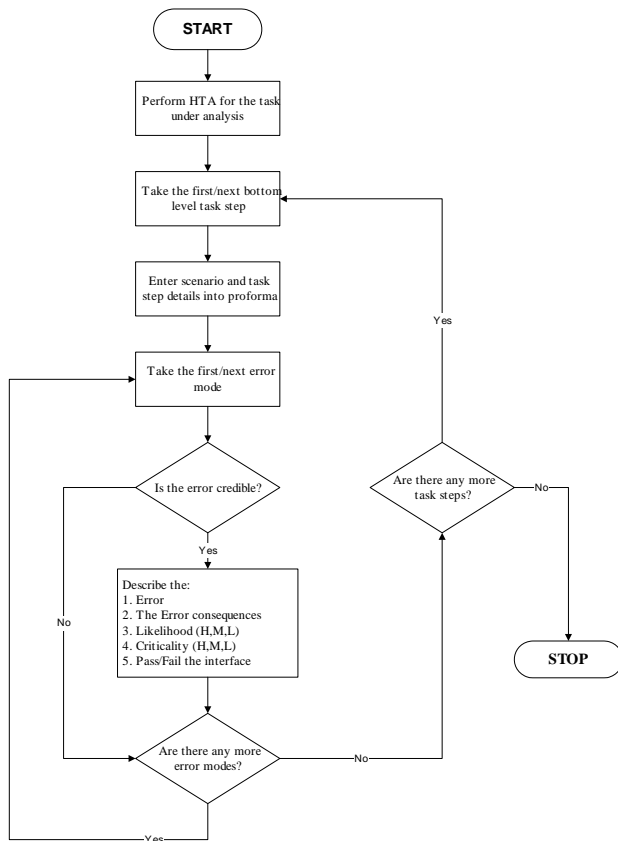 START
Perform HTA for the task
under analysis
Take the first/next bottom
level task step
Enter scenario and task
step details into proforma
Yes
Take the first/next error
mode
Is the error credible?
Are there any more
task steps?
No
Yes
Describe the:
1. Error
2. The Error consequences
3. Likelihood (H,M,L)
4. Criticality (H,M,L)
5. Pass/Fail the interface
No
STOP
Are there any more
error modes?
No
Yes